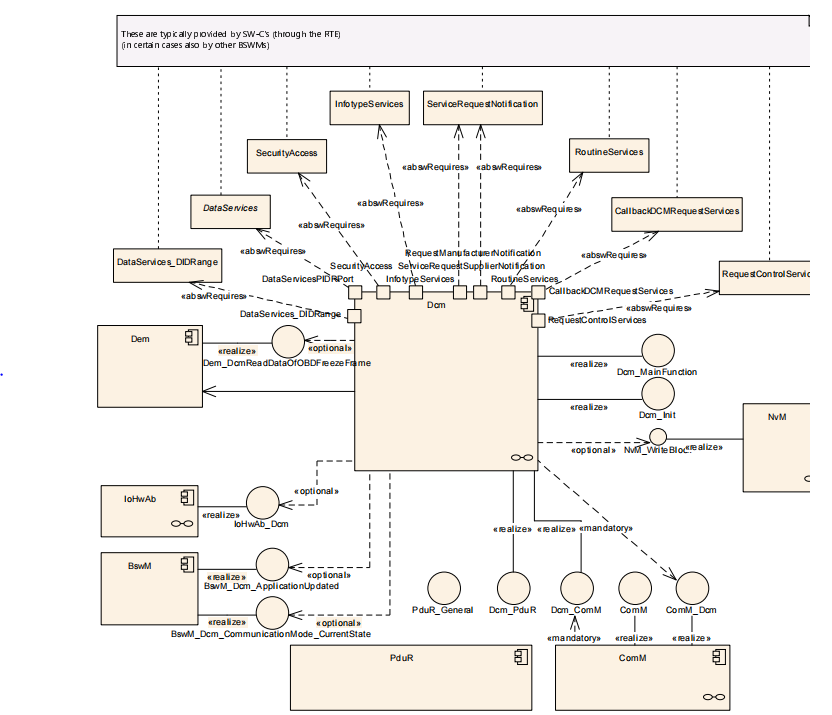 These are typically provided by SW-C's (through the RTE)
(in certain cases also by other BSWMs)
InfotypeServices
ServiceRequestNotification
SecurityAccess
RoutineServices
«abswRequires»
«abswRequires»
DataServices
«abswRequires»
«abswRequires»
CallbackDCMRequestServices
«abswRequires»
«abswRequires»
«abswRequires»
RequestManufacturerNotification
DataServices_DIDRange
SecurityAccess
ServiceRequestSupplierNotification
RequestControlServic
DataServicesPIDRPort
InfotypeServices
RoutineServices
CallbackDCMRequestServices
«abswRequires»
«abswRequires»
Dcm
DataServices_DIDRange
RequestControlServices
Dem
«realize»
«optional»
Dem_DcmReadDataOfOBDFreezeFrame
«realize»
Dcm_MainFunction
«realize»
Dcm_Init
NvM
«optional»
NvM_WriteBloc..
«realize»
IoHwAb
«optional»
«realize»
IoHwAb_Dcm
«realize»
«realize»
«mandatory»
BswM
«realize»
«optional»
BswM_Dcm_ApplicationUpdated
«realize»
«optional»
BswM_Dcm_CommunicationMode_CurrentState
PduR_General
Dcm_PduR
Dcm_ComM
ComM
ComM_Dcm
«mandatory»
«realize»
«realize»
PduR
ComM